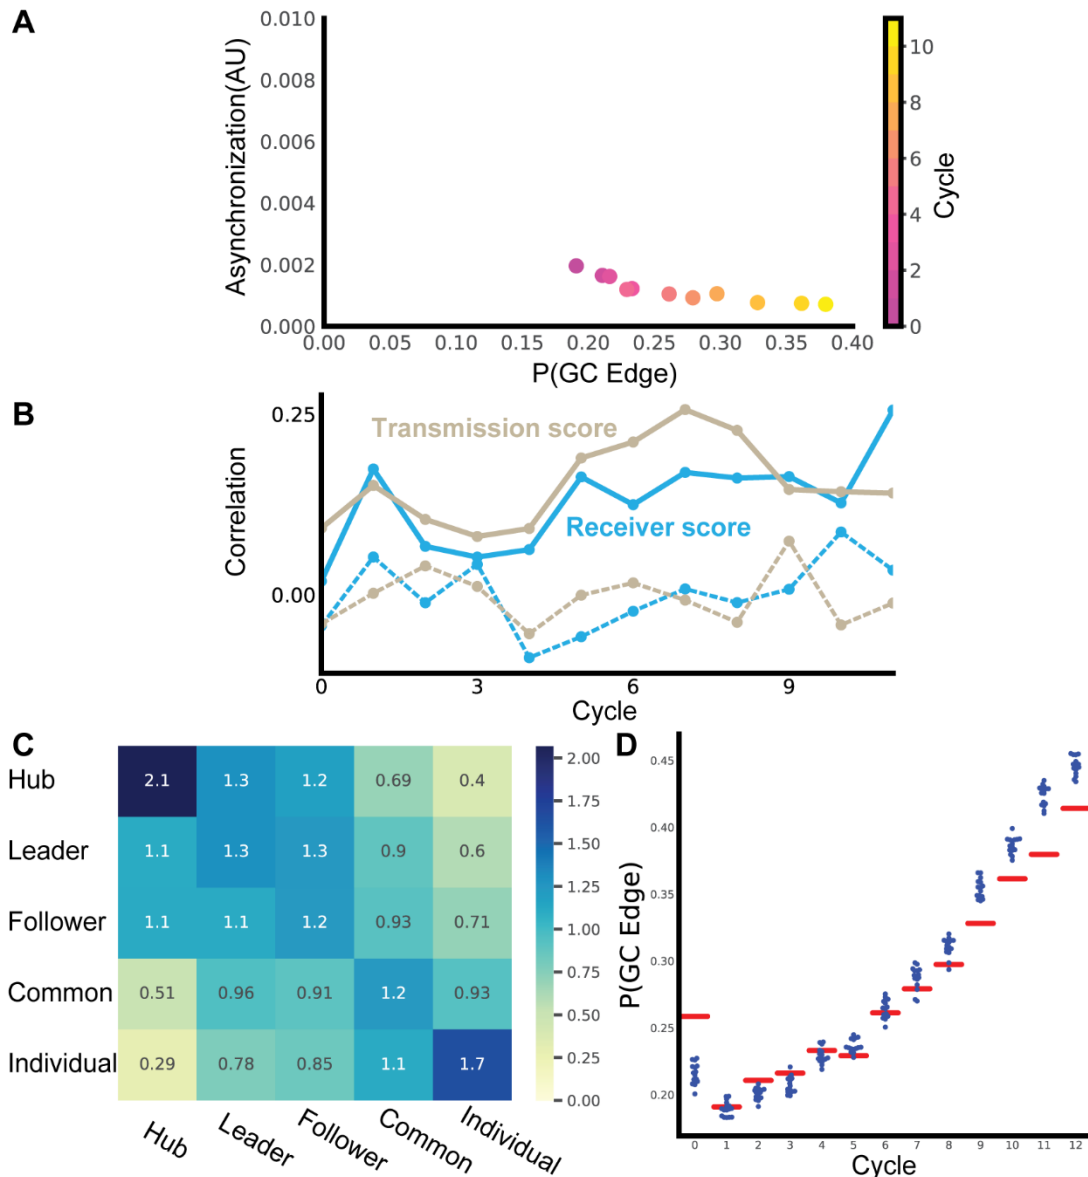 A
Asynchronization(AU)
0.010
0.008
0.006
0.004
0.002
0.000
0.00 0.05 0.10 0.15 0.20 0.25 0.30 0.35 0.40
P(GC Edge)
10
8
6
4
2
0
Cycle
B
Correlation
0.25
0.00
Transmission score
Receiver score
0 3 6 9
Cycle
C
Hub 2.1 1.3 1.2 0.69 0.4
Leader 1.1 1.3 1.3 0.9 0.6
Follower 1.1 1.1 1.2 0.93 0.71
Common 0.51 0.96 0.91 1.2 0.93
Individual 0.29 0.78 0.85 1.1 1.7
Hub Leader Follower Common Individual
2.00
1.75
1.50
1.25
1.00
0.75
0.50
0.25
0.00
D
P(GC Edge)
0.45
0.40
0.35
0.30
0.25
0.20
0 1 2 3 4 5 6 7 8 9 10 11 12
Cycle